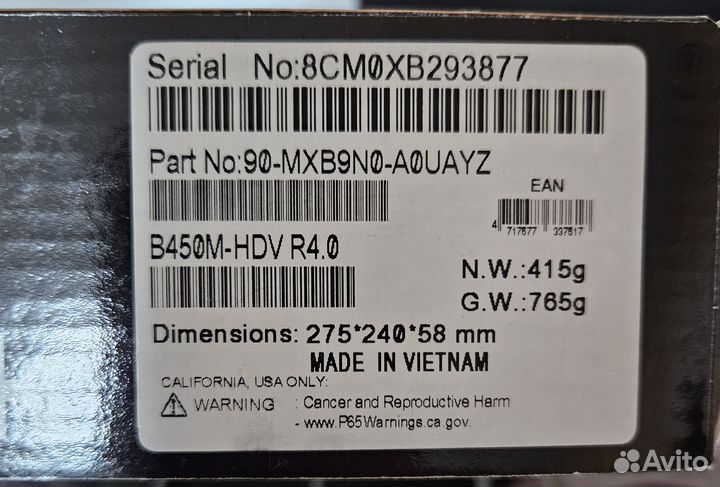 Serial No:8CM0XB293877
Part No:90-MXB9N0-A0UAYZ
EAN
4 717677 337617
B450M-HDV R4.0
N.W.:415g
G.W.:765g
Dimensions: 275*240*58 mm
MADE IN VIETNAM
CALIFORNIA, USA ONLY:
WARNING : Cancer and Reproductive Harm
- www.P65Warnings.ca.gov.
Avito